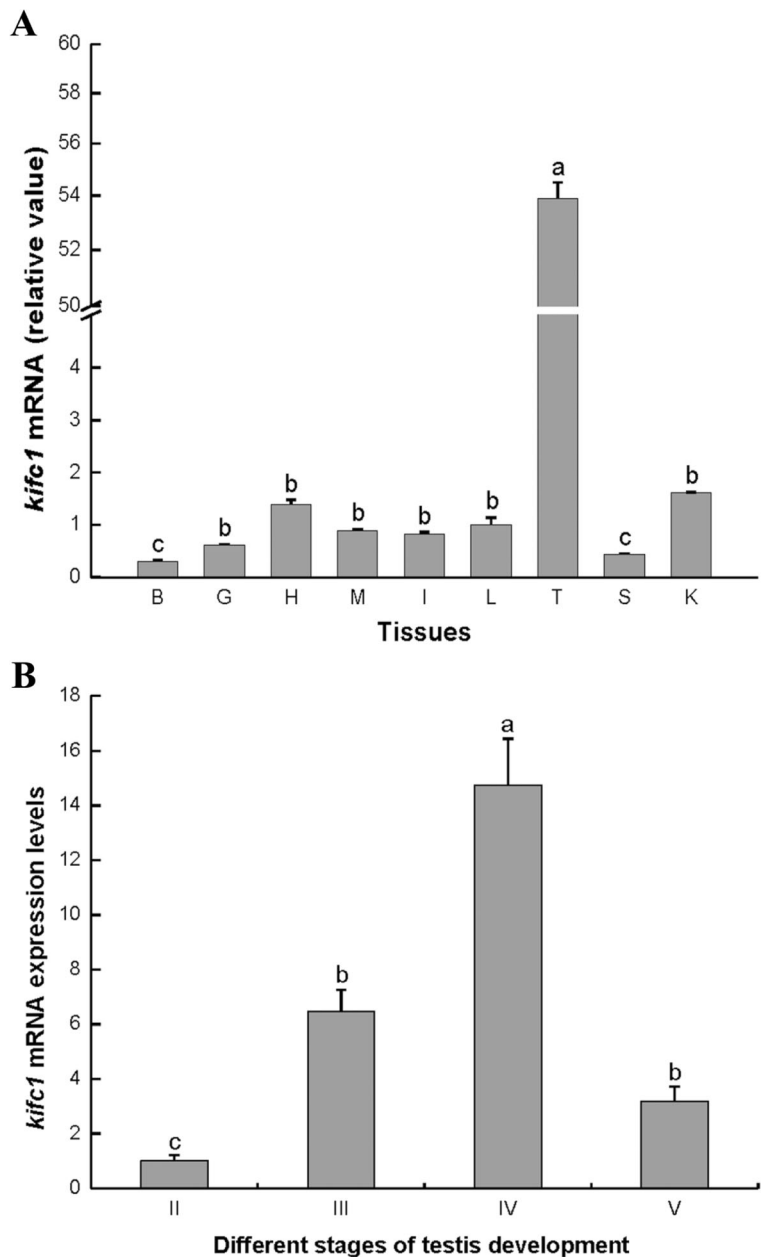 A
60
58
56
54
52
50
4
3
2
1
0
kifc1 mRNA (relative value)
c
b
b
b
b
b
a
c
b
B G H M I L T S K
Tissues
B
18
16
14
12
10
8
6
4
2
0
kifc1 mRNA expression levels
c
b
a
b
II III IV V
Different stages of testis development